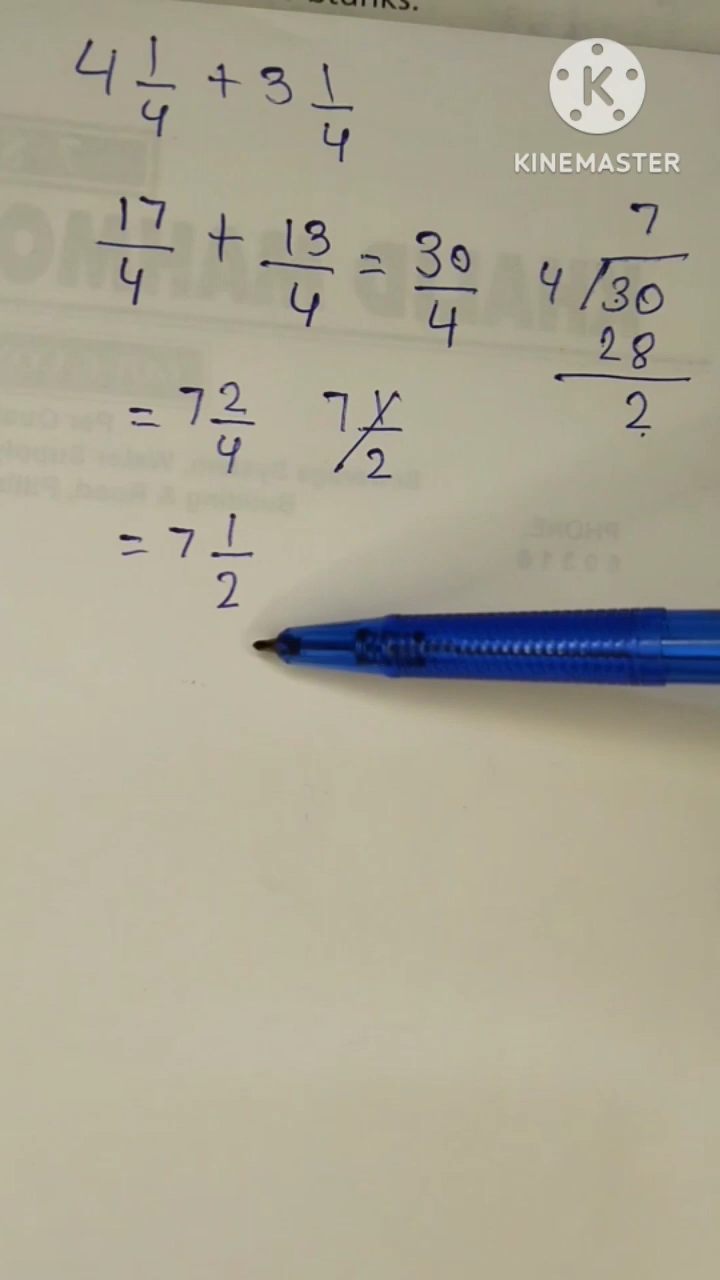 blanks.
4 1/4 + 3 1/4
K
KINEMASTER
17/4 + 13/4 = 30/4
7
4 / 30
28
2
= 7 2/4 7 1/2
= 7 1/2